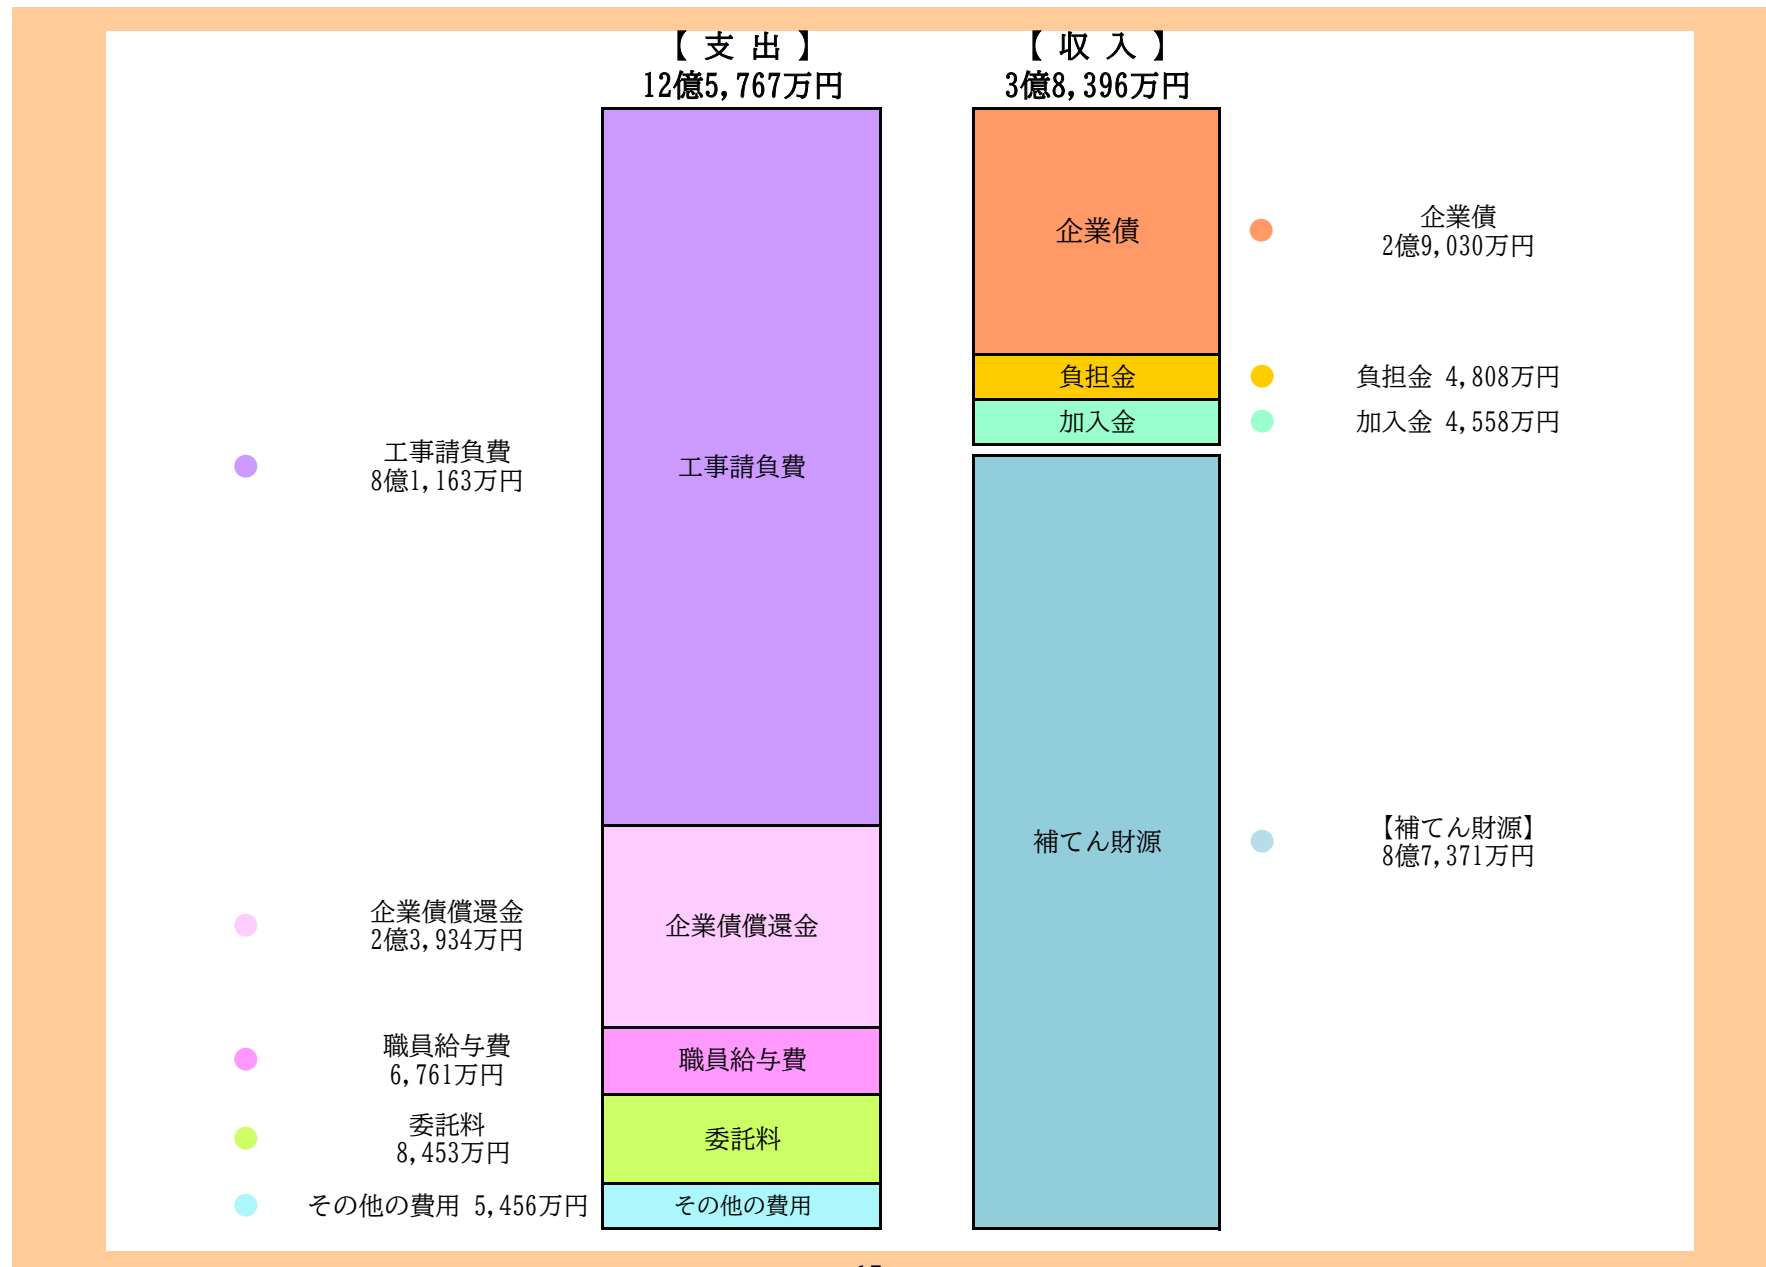 【 支 出 】
12億5,767万円
【 収 入 】
3億8,396万円
工事請負費
8億1,163万円
企業債償還金
2億3,934万円
職員給与費
6,761万円
委託料
8,453万円
その他の費用 5,456万円
工事請負費
企業債償還金
職員給与費
委託料
その他の費用
企業債
負担金
加入金
補てん財源
企業債
2億9,030万円
負担金 4,808万円
加入金 4,558万円
【補てん財源】
8億7,371万円